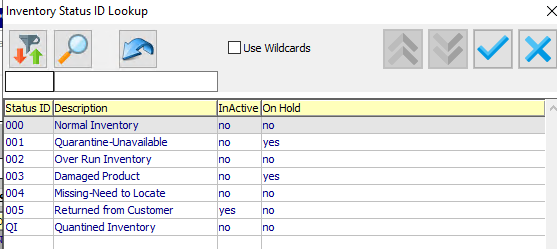 Inventory Status ID Lookup
Use Wildcards
Status ID Description InActive On Hold
000 Normal Inventory no no
001 Quarantine-Unavailable no yes
002 Over Run Inventory no no
003 Damaged Product no yes
004 Missing-Need to Locate no no
005 Returned from Customer yes no
QI Quantined Inventory no no